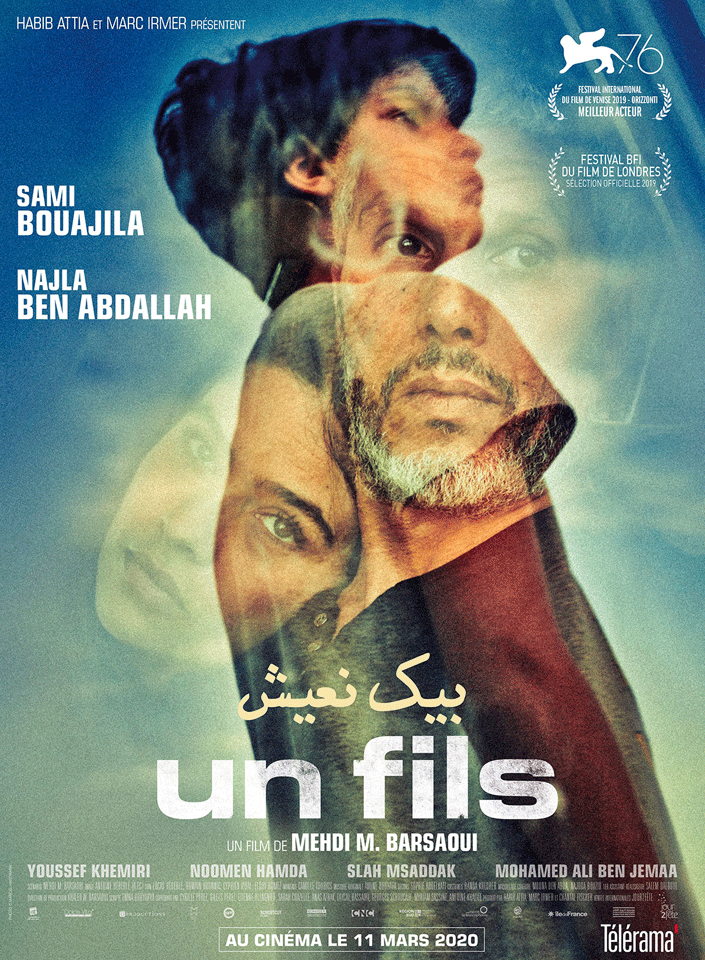 HABIB ATTIA ET MARC IRMER PRÉSENTENT
76
FESTIVAL INTERNATIONAL
DU FILM DE VENISE 2019 - ORIZZONTI
MEILLEUR ACTEUR
FESTIVAL BFI
DU FILM DE LONDRES
SÉLECTION OFFICIELLE 2019
SAMI
BOUAJILA
NAJLA
BEN ABDALLAH
بيك نعيش
un fils
UN FILM DE MEHDI M. BARSAOUI
YOUSSEF KHEMIRI NOOMEN HAMDA SLAH MSADDAK MOHAMED ALI BEN JEMAA
CNC îledeFrance jour2fête
AU CINÉMA LE 11 MARS 2020
Télérama'